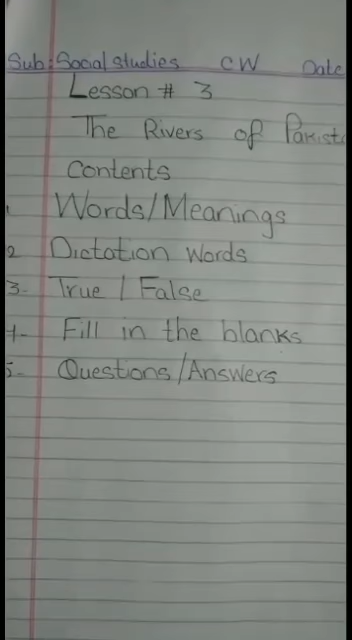 Sub: Social studies CW Date
Lesson # 3
The Rivers of Pakista
Contents
1 Words/Meanings
2 Dictation Words
3- True / False
4- Fill in the blanks
5- Questions/Answers